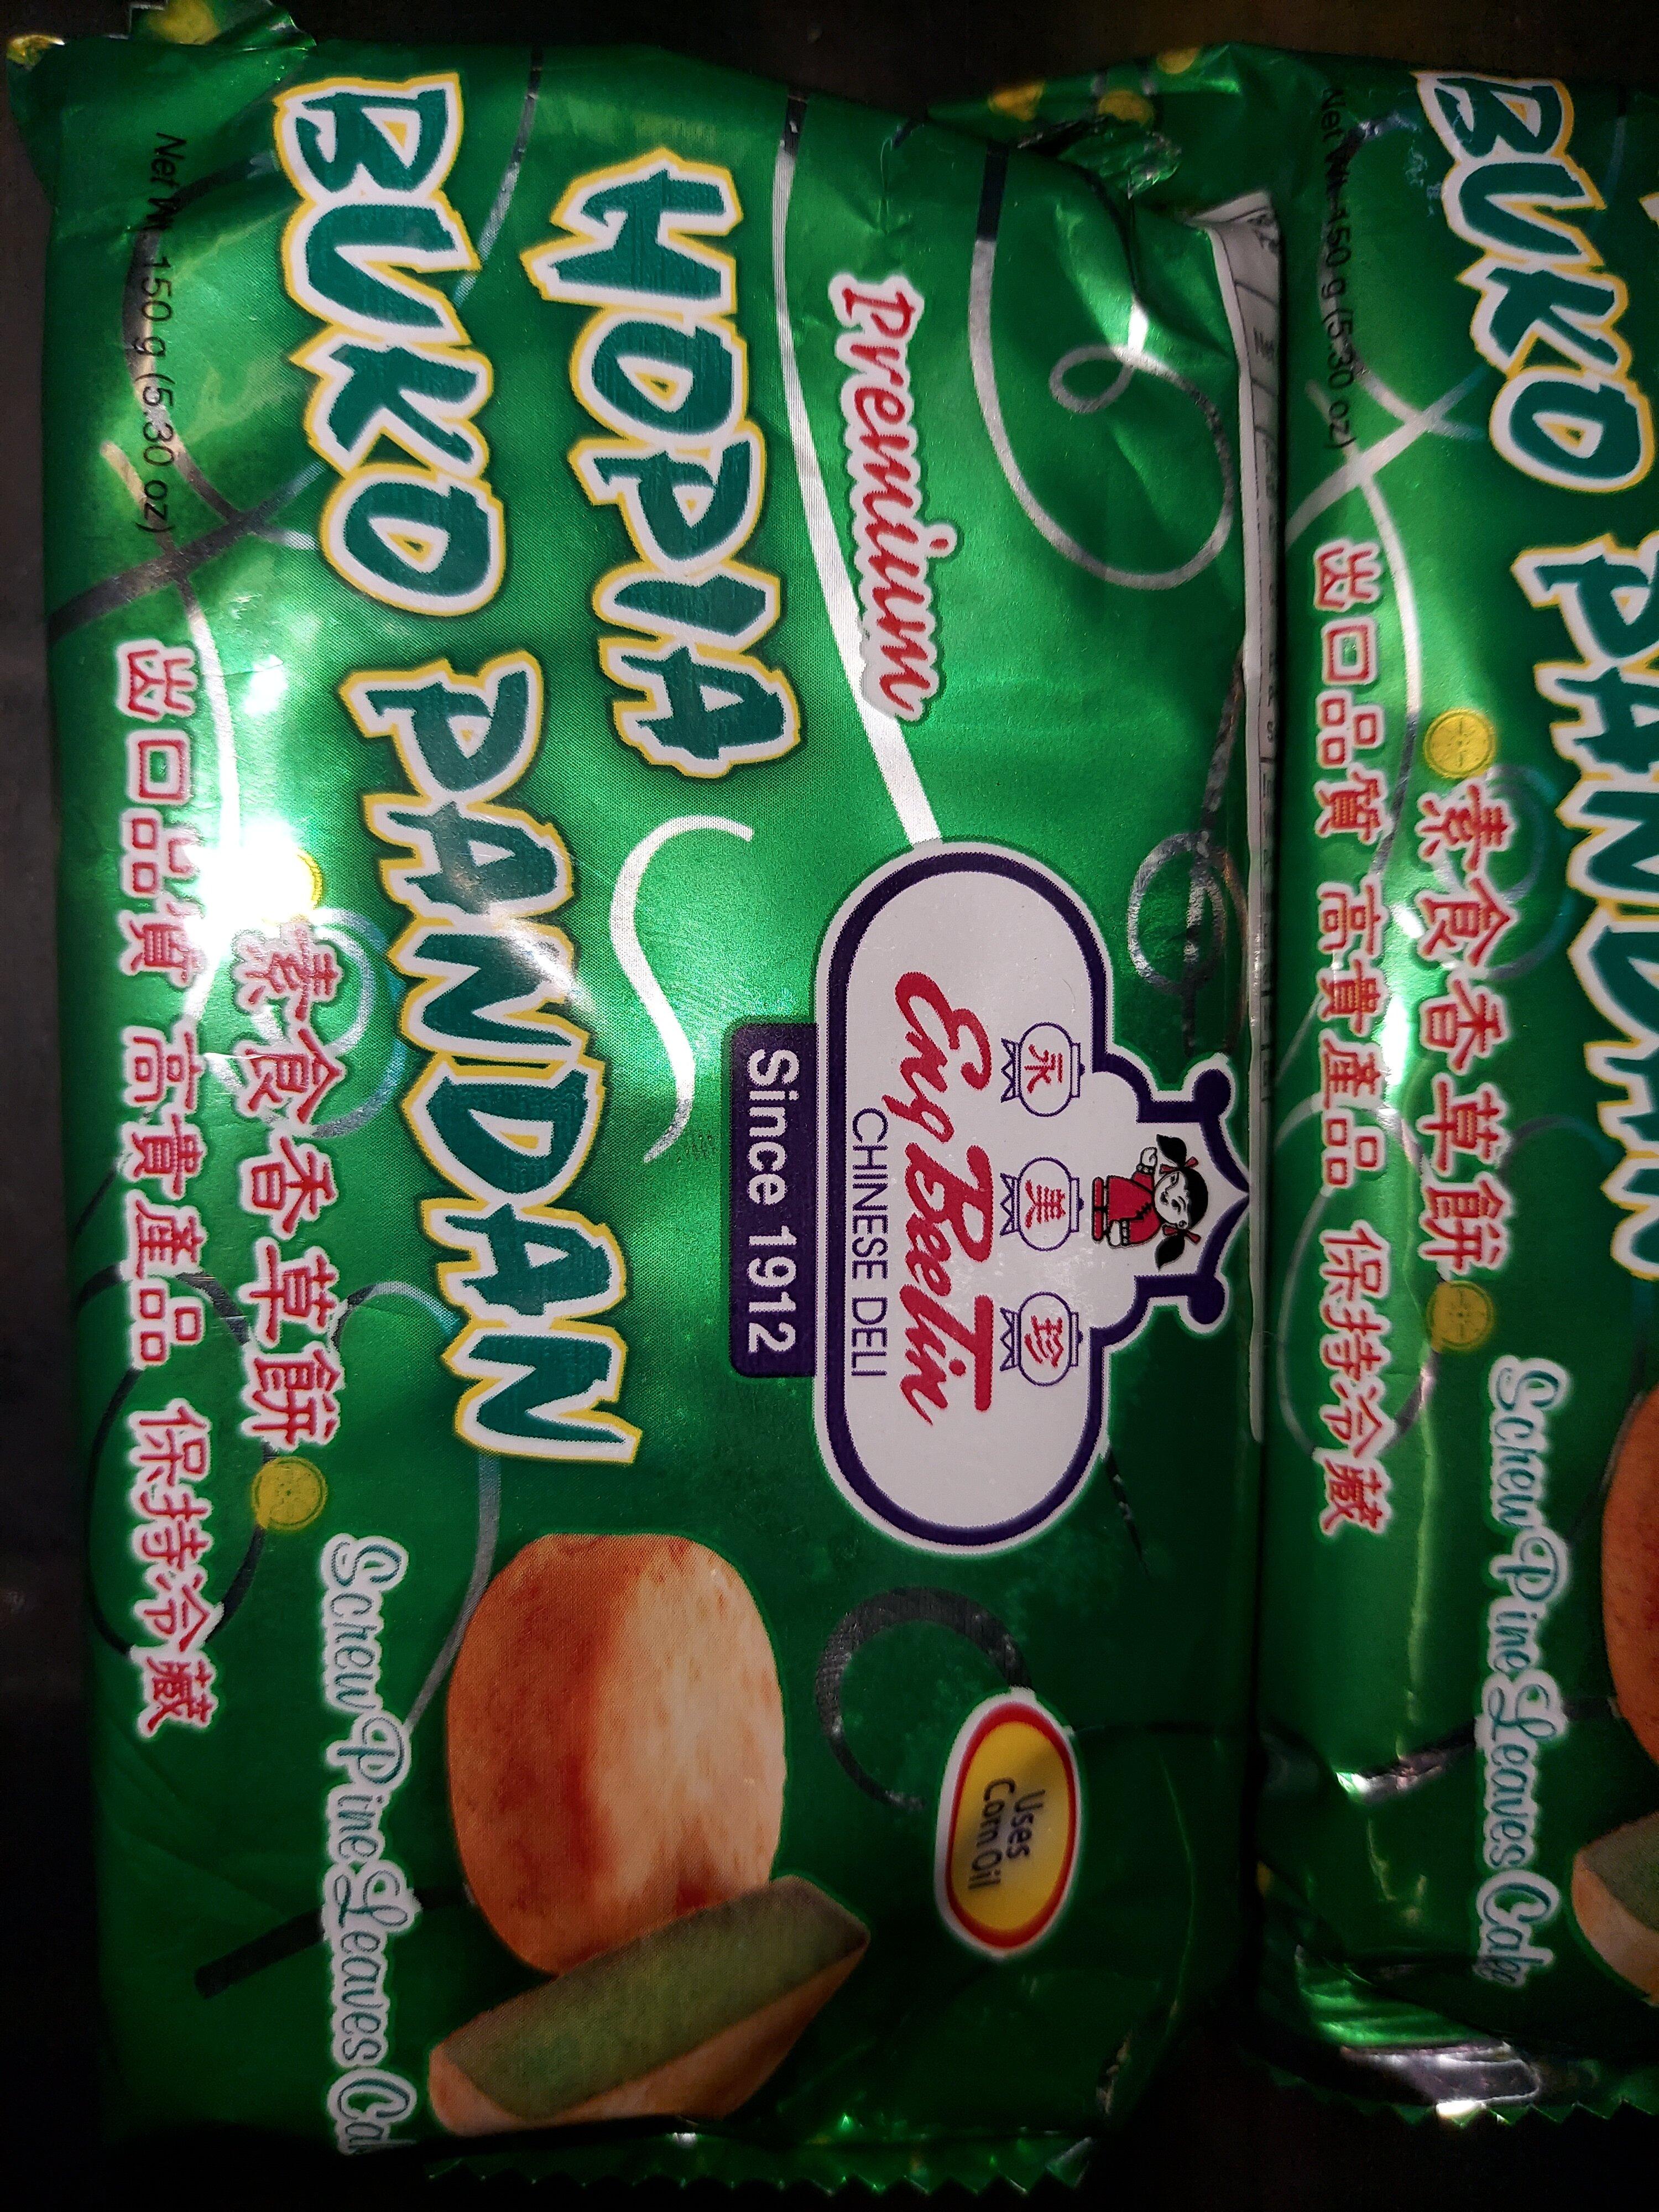 永 美 珍
Eng Bee Tin
CHINESE DELI
Since 1912
Premium
HOPIA
BUKO PANDAN
Uses
Corn Oil
素食香草餅
Screw Pine Leaves
出口品質 高貴產品 保持冷藏
Net Wt. 150 g (5.30 oz)
BUKO PANDAN
素食香草餅
Screw Pine Leaves Cake
出口品質 高貴產品 保持冷藏
Net Wt. 150 g (5.30 oz)